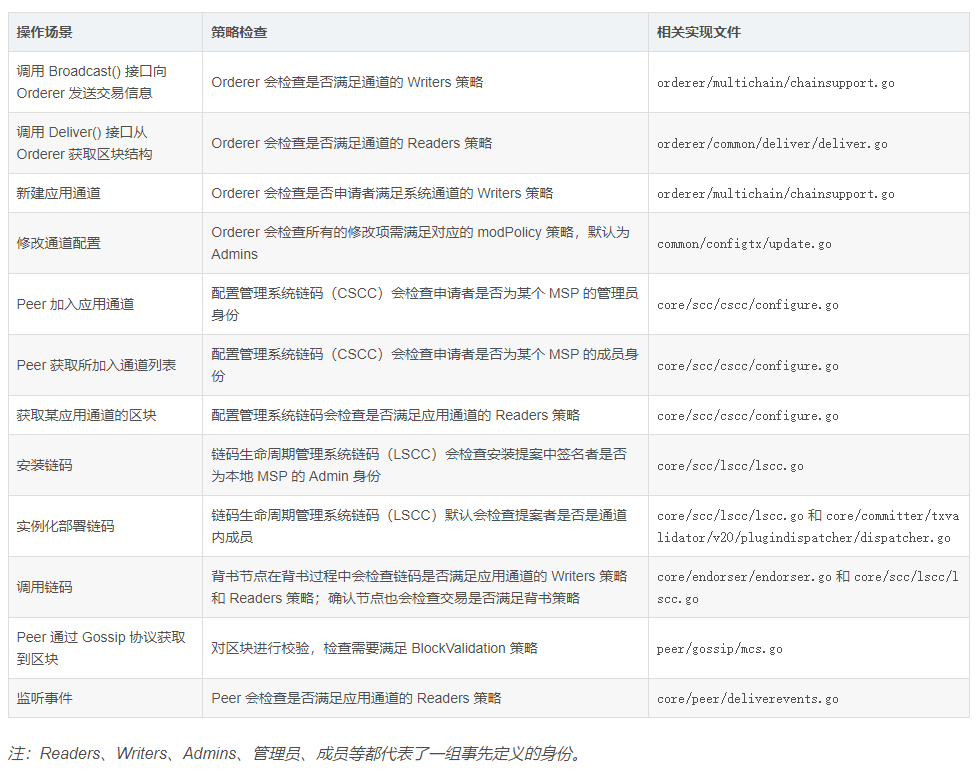 操作场景
策略检查
相关实现文件
调用 Broadcast() 接口向
Orderer 发送交易信息
Orderer 会检查是否满足通道的 Writers 策略
orderer/multichain/chainsupport.go
调用 Deliver() 接口从
Orderer 获取区块结构
Orderer 会检查是否满足通道的 Readers 策略
orderer/common/deliver/deliver.go
新建应用通道
Orderer 会检查是否申请者满足系统通道的 Writers 策略
orderer/multichain/chainsupport.go
修改通道配置
Orderer 会检查所有的修改项需满足对应的 modPolicy 策略，默认为
Admins
common/configtx/update.go
Peer 加入应用通道
配置管理系统链码（CSCC）会检查申请者是否为某个 MSP 的管理员
身份
core/scc/cscc/configure.go
Peer 获取所加入通道列表
配置管理系统链码（CSCC）会检查申请者是否为某个 MSP 的成员身
份
core/scc/cscc/configure.go
获取某应用通道的区块
配置管理系统链码会检查是否满足应用通道的 Readers 策略
core/scc/cscc/configure.go
安装链码
链码生命周期管理系统链码（LSCC）会检查安装提案中签名者是否
为本地 MSP 的 Admin 身份
core/scc/lscc/lscc.go
实例化部署链码
链码生命周期管理系统链码（LSCC）默认会检查提案者是否是通道
内成员
core/scc/lscc/lscc.go 和 core/committer/txva
lidator/v20/plugindispatcher/dispatcher.go
调用链码
背书节点在背书过程中会检查链码是否满足应用通道的 Writers 策略
和 Readers 策略；确认节点也会检查交易是否满足背书策略
core/endorser/endorser.go 和 core/scc/lscc/l
scc.go
Peer 通过 Gossip 协议获取
到区块
对区块进行校验，检查需要满足 BlockValidation 策略
peer/gossip/mcs.go
监听事件
Peer 会检查是否满足应用通道的 Readers 策略
core/peer/deliverevents.go
注：Readers、Writers、Admins、管理员、成员等都代表了一组事先定义的身份。